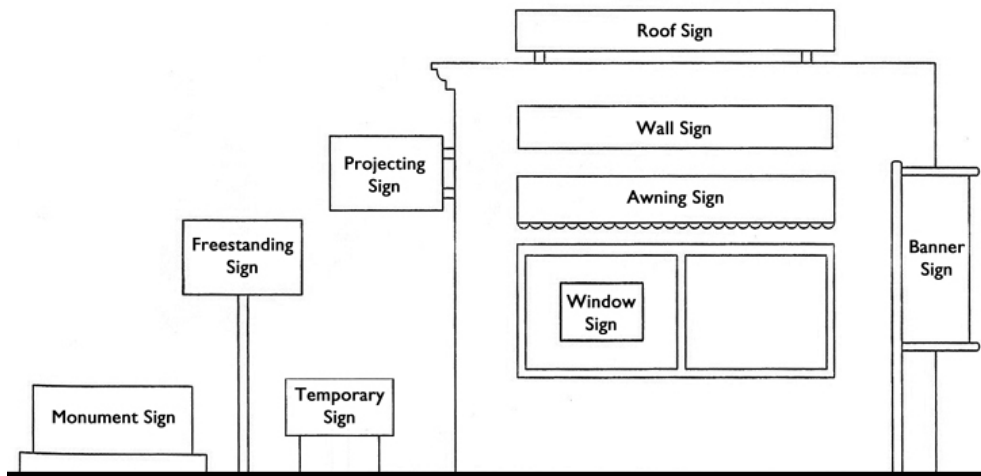 Roof Sign
Wall Sign
Projecting
Sign
Awning Sign
Freestanding
Sign
Banner
Sign
Window
Sign
Monument Sign
Temporary
Sign